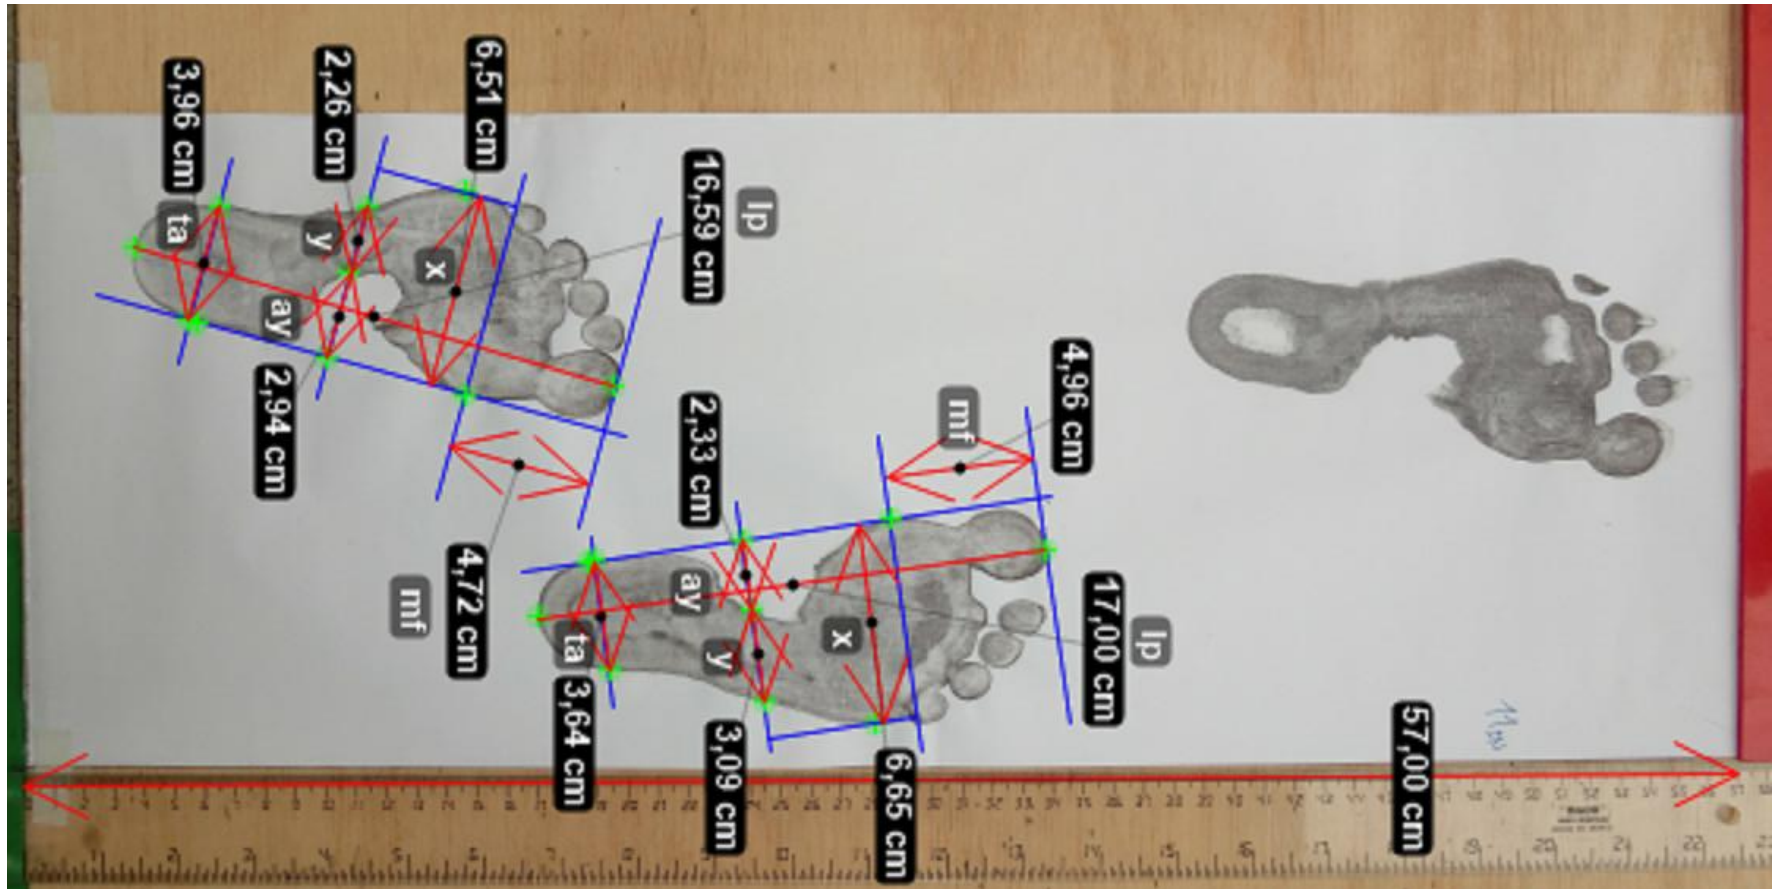 3,96 cm
ta
2,26 cm
y
6,51 cm
x
16,59 cm
lp
ay
2,94 cm
4,72 cm
mf
2,33 cm
4,96 cm
mf
ay
ta
y
x
17,00 cm
lp
3,64 cm
3,09 cm
6,65 cm
57,00 cm